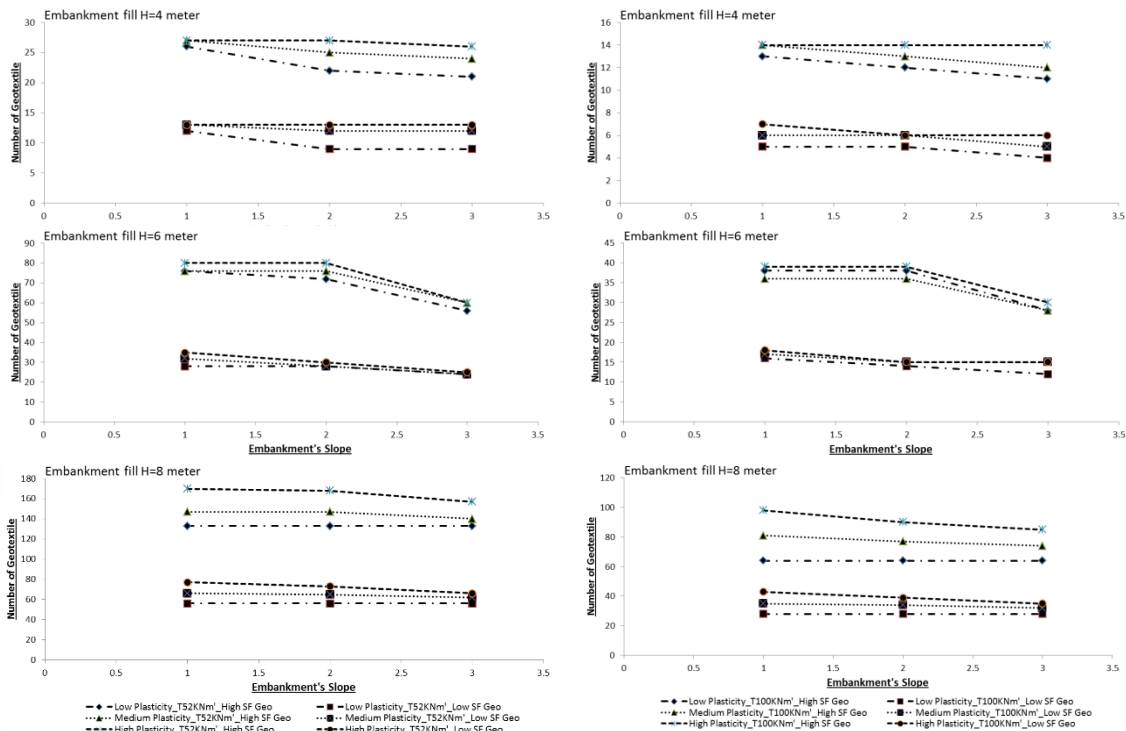 Embankment fill H=4 meter
Number of Geotextile
30
25
20
15
10
5
0
0 0.5 1 1.5 2 2.5 3 3.5
Embankment fill H=4 meter
Number of Geotextile
16
14
12
10
8
6
4
2
0
0 0.5 1 1.5 2 2.5 3 3.5
Embankment fill H=6 meter
Number of Geotextile
90
80
70
60
50
40
30
20
10
0
0 0.5 1 1.5 2 2.5 3 3.5
Embankment's Slope
Embankment fill H=6 meter
Number of Geotextile
45
40
35
30
25
20
15
10
5
0
0 0.5 1 1.5 2 2.5 3 3.5
Embankment's Slope
Embankment fill H=8 meter
Number of Geotextile
180
160
140
120
100
80
60
40
20
0
0 0.5 1 1.5 2 2.5 3 3.5
Embankment's Slope
Low Plasticity_T52KNm'_High SF Geo
Low Plasticity_T52KNm'_Low SF Geo
Medium Plasticity_T52KNm'_High SF Geo
Medium Plasticity_T52KNm'_Low SF Geo
High Plasticity_T52KNm'_High SF Geo
High Plasticity_T52KNm'_Low SF Geo
Embankment fill H=8 meter
Number of Geotextile
120
100
80
60
40
20
0
0 0.5 1 1.5 2 2.5 3 3.5
Embankment's Slope
Low Plasticity_T100KNm'_High SF Geo
Low Plasticity_T100KNm'_Low SF Geo
Medium Plasticity_T100KNm'_High SF Geo
Medium Plasticity_T100KNm'_Low SF Geo
High Plasticity_T100KNm'_High SF Geo
High Plasticity_T100KNm'_Low SF Geo